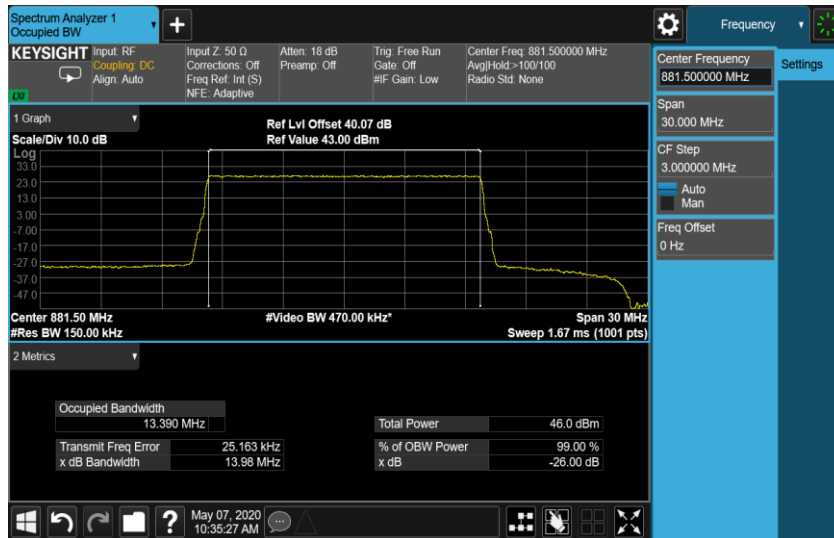 Spectrum Analyzer 1
Occupied BW
+
Frequency
KEYSIGHT
Input: RF
Coupling: DC
Align: Auto
LXI
Input Z: 50 Ω
Corrections: Off
Freq Ref: Int (S)
NFE: Adaptive
Atten: 18 dB
Preamp: Off
Trig: Free Run
Gate: Off
#IF Gain: Low
Center Freq: 881.500000 MHz
Avg|Hold:>100/100
Radio Std: None
Center Frequency
881.500000 MHz
Settings
Span
30.000 MHz
CF Step
3.000000 MHz
Auto
Man
Freq Offset
0 Hz
1 Graph
Scale/Div 10.0 dB
Ref Lvl Offset 40.07 dB
Ref Value 43.00 dBm
Log
33.0
23.0
13.0
3.00
-7.00
-17.0
-27.0
-37.0
-47.0
Center 881.50 MHz
#Res BW 150.00 kHz
#Video BW 470.00 kHz*
Span 30 MHz
Sweep 1.67 ms (1001 pts)
2 Metrics
Occupied Bandwidth
13.390 MHz
Total Power 46.0 dBm
Transmit Freq Error 25.163 kHz
% of OBW Power 99.00 %
x dB Bandwidth 13.98 MHz
x dB -26.00 dB
?
May 07, 2020
10:35:27 AM